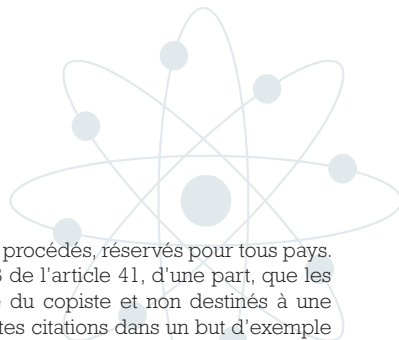 procédés, réservés pour tous pays.
de l'article 41, d'une part, que les
du copiste et non destinés à une
tes citations dans un but d'exemple